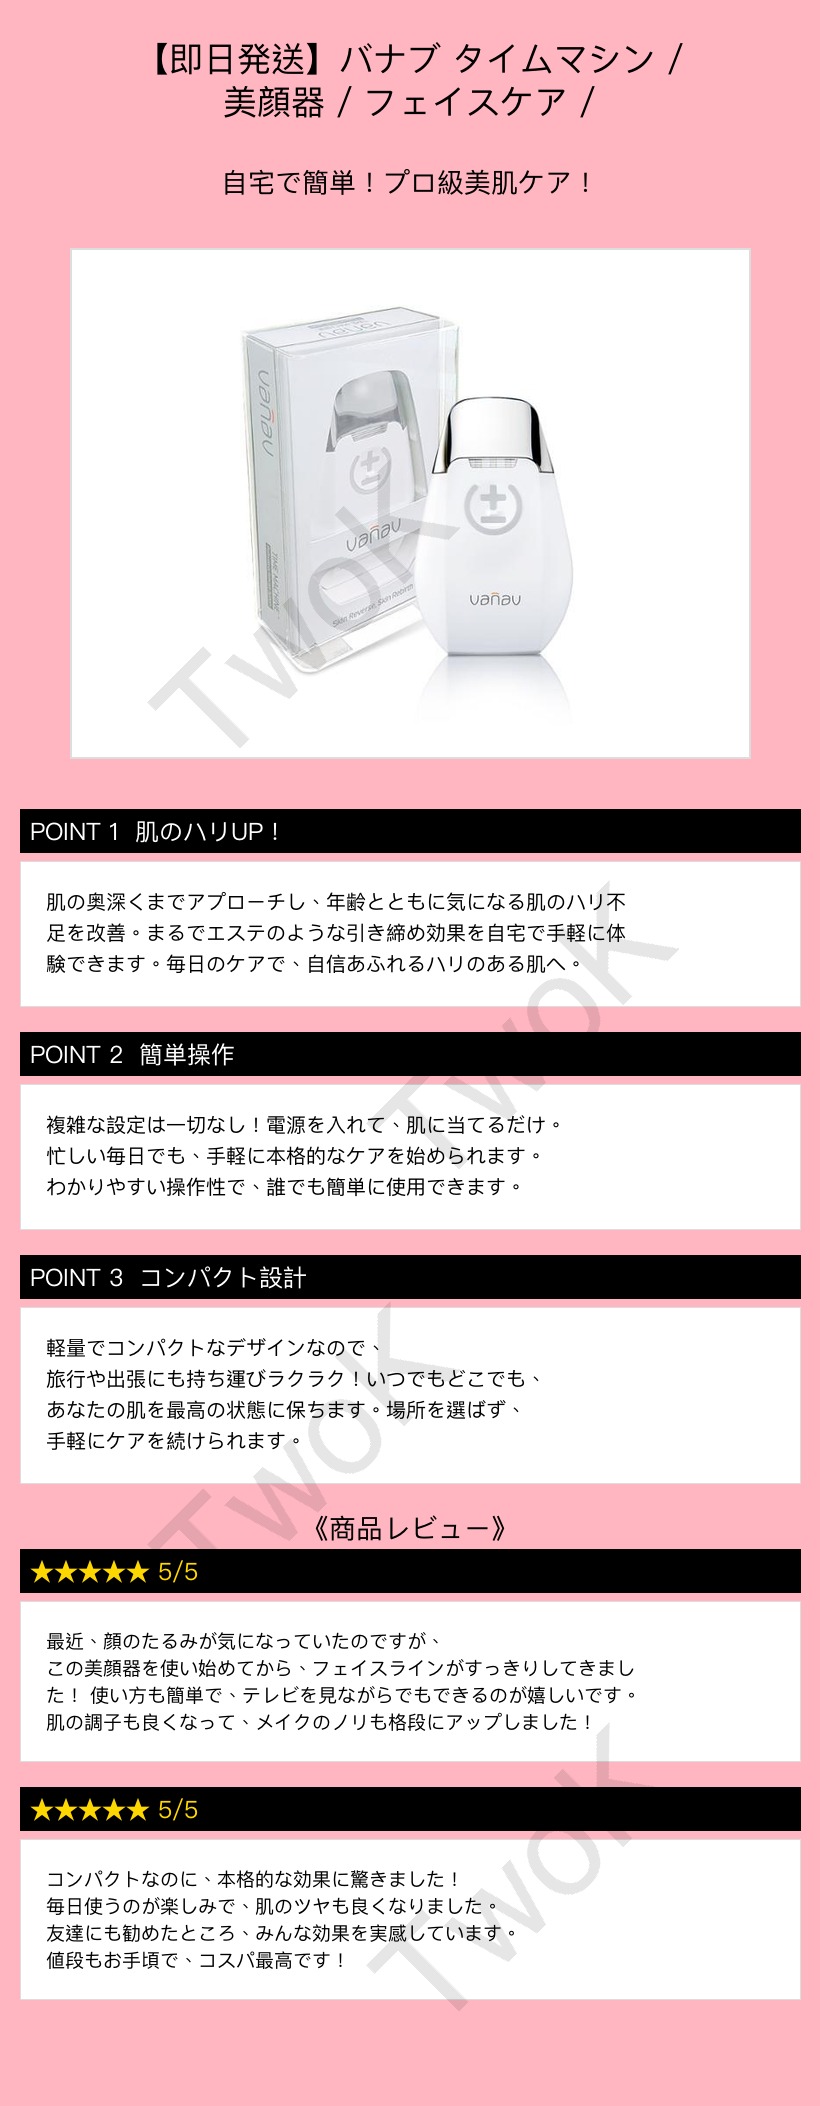 【即日発送】バナブ タイムマシン /
美顔器 / フェイスケア /
自宅で簡単！プロ級美肌ケア！
vanav
vanav
vanav
TIME MACHINE
Skin Reverse, Skin Rebirth
vanav
TwoK
POINT 1 肌のハリUP！
肌の奥深くまでアプローチし、年齢とともに気になる肌のハリ不
足を改善。まるでエステのような引き締め効果を自宅で手軽に体
験できます。毎日のケアで、自信あふれるハリのある肌へ。
TwoK
POINT 2 簡単操作
複雑な設定は一切なし！電源を入れて、肌に当てるだけ。
忙しい毎日でも、手軽に本格的なケアを始められます。
わかりやすい操作性で、誰でも簡単に使用できます。
POINT 3 コンパクト設計
軽量でコンパクトなデザインなので、
旅行や出張にも持ち運びラクラク！いつでもどこでも、
あなたの肌を最高の状態に保ちます。場所を選ばず、
手軽にケアを続けられます。
TwoK
《商品レビュー》
★★★★★ 5/5
最近、顔のたるみが気になっていたのですが、
この美顔器を使い始めてから、フェイスラインがすっきりしてきまし
た！ 使い方も簡単で、テレビを見ながらでもできるのが嬉しいです。
肌の調子も良くなって、メイクのノリも格段にアップしました！
★★★★★ 5/5
コンパクトなのに、本格的な効果に驚きました！
毎日使うのが楽しみで、肌のツヤも良くなりました。
友達にも勧めたところ、みんな効果を実感しています。
値段もお手頃で、コスパ最高です！
TwoK